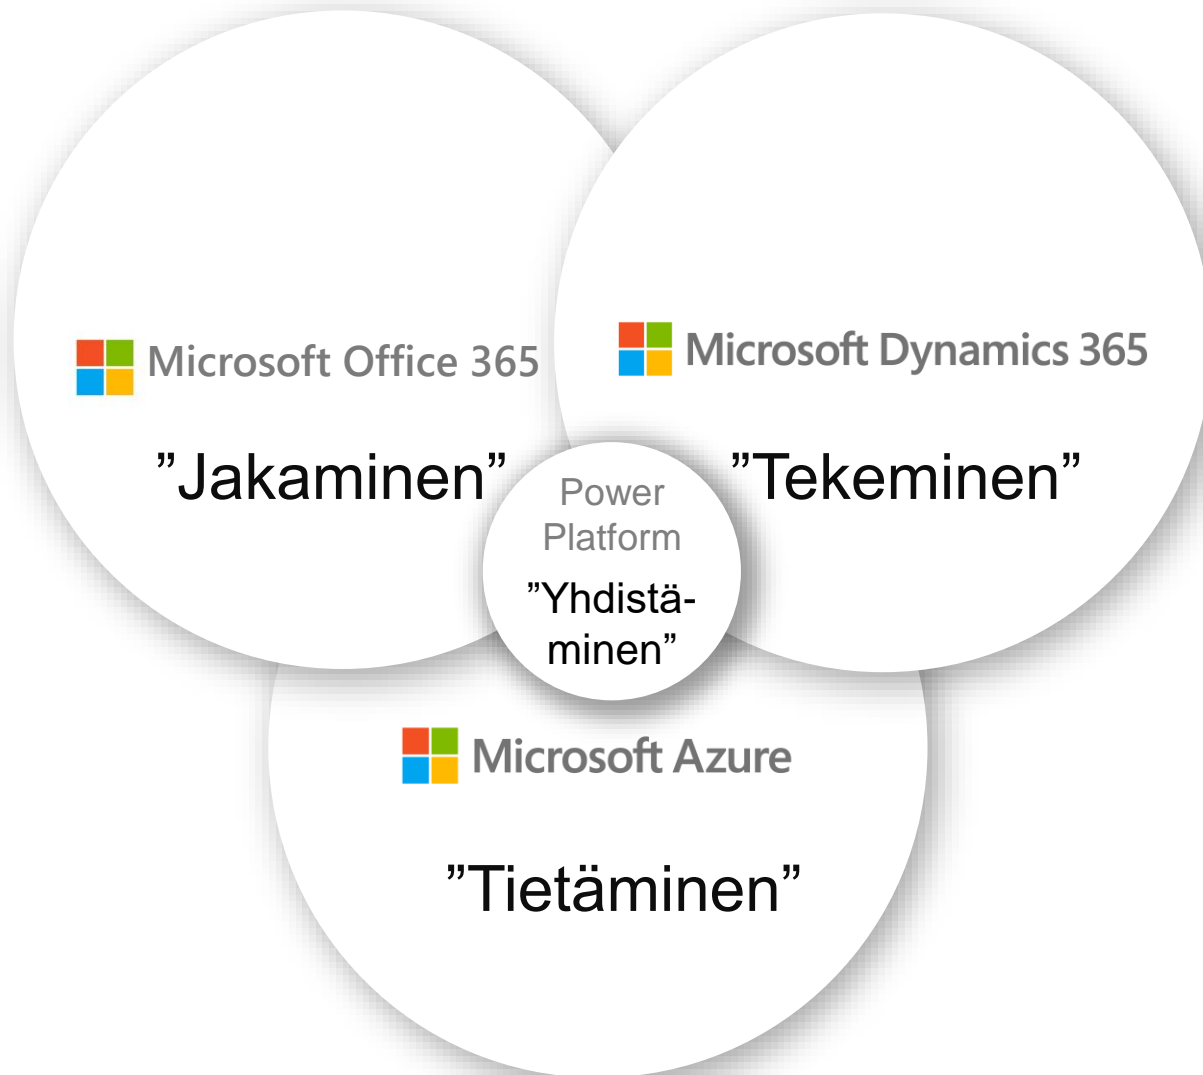 Microsoft Office 365
Microsoft Dynamics 365
”Jakaminen”
”Tekeminen”
Power
Platform
”Yhdistä-
minen”
Microsoft Azure
”Tietäminen”